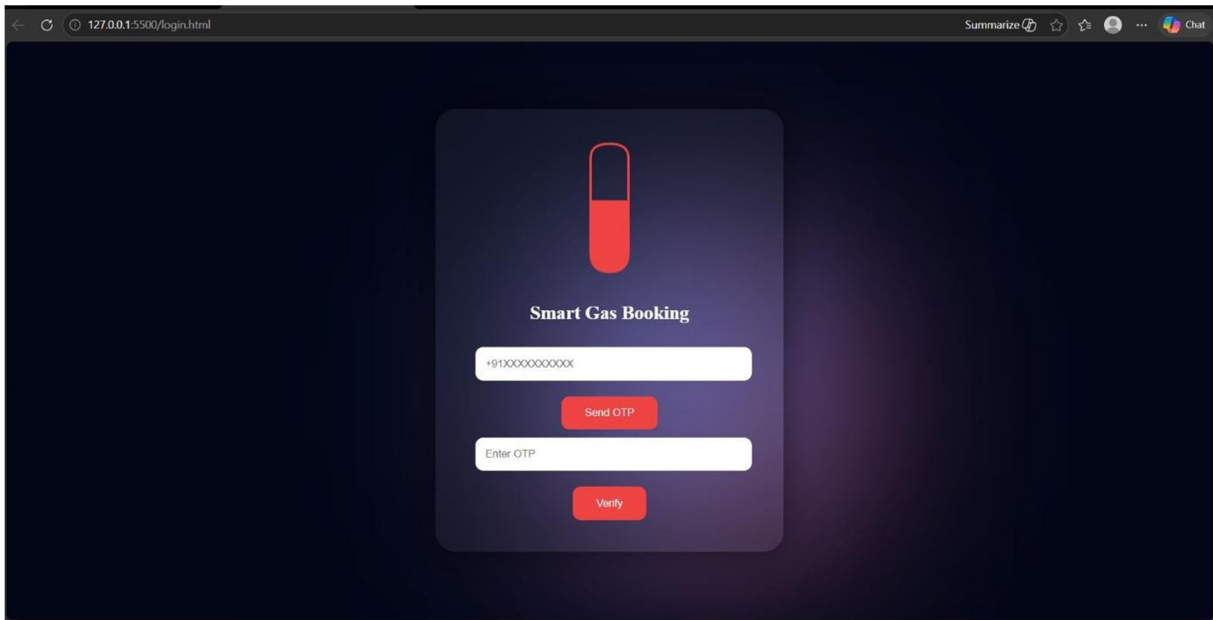 127.0.0.1:5500/login.html
Summarize
Chat
Smart Gas Booking
+91XXXXXXXXXX
Send OTP
Enter OTP
Verify